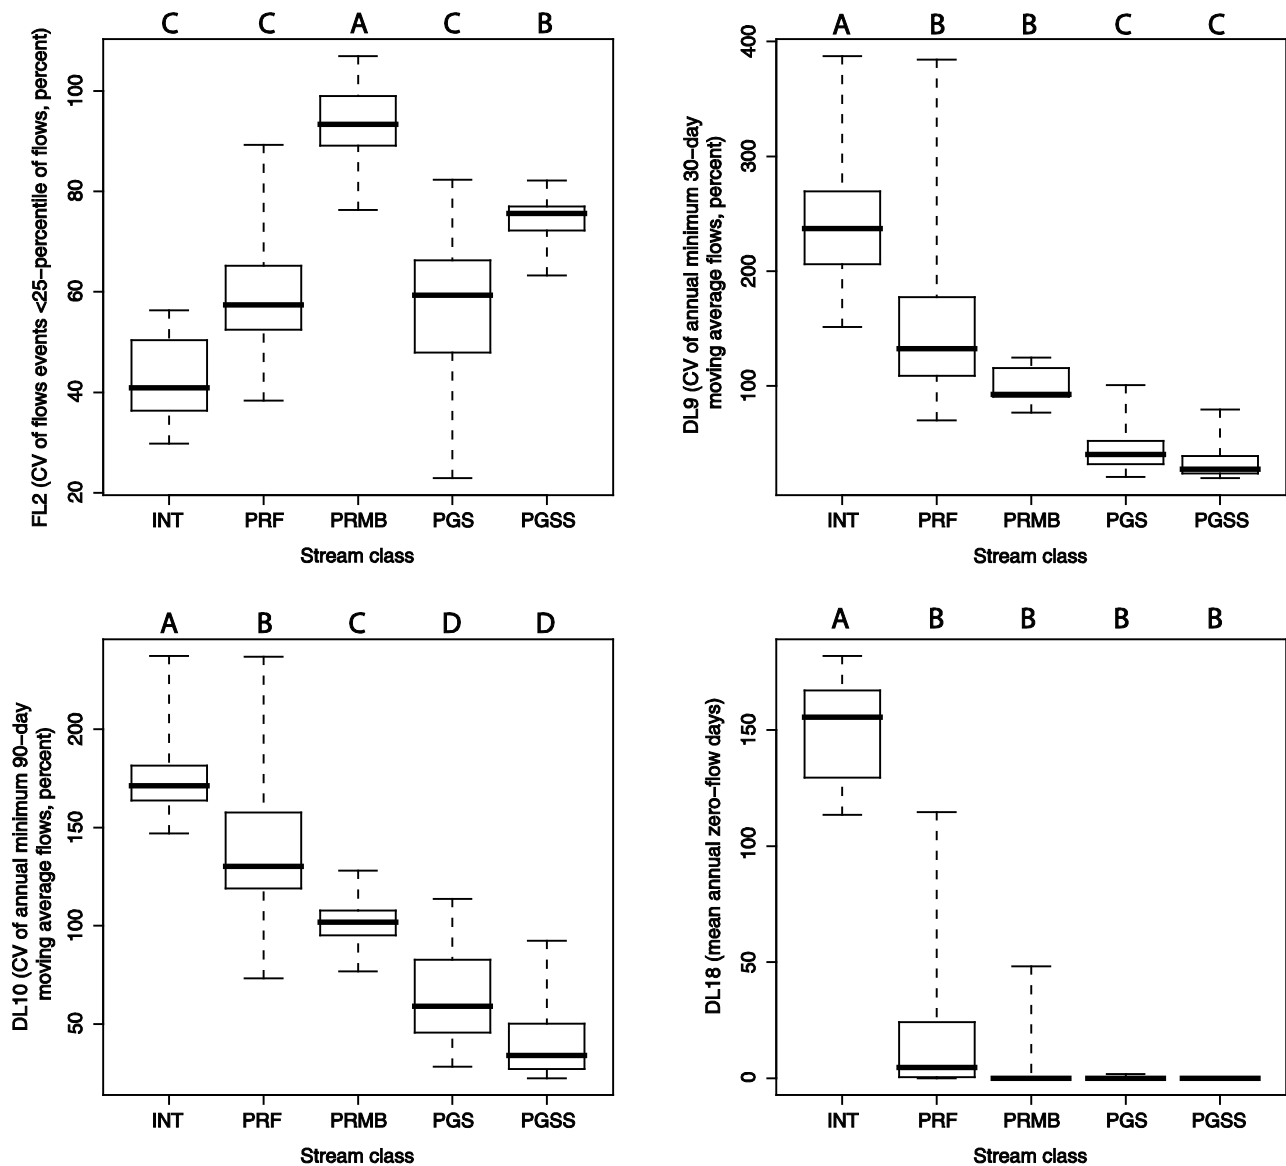 C C A C B
FL2 (CV of flows events <25−percentile of flows, percent)
100
80
60
40
20
INT PRF PRMB PGS PGSS
Stream class
A B B C C
DL9 (CV of annual minimum 30−day
moving average flows, percent)
400
300
200
100
INT PRF PRMB PGS PGSS
Stream class
A B C D D
DL10 (CV of annual minimum 90−day
moving average flows, percent)
200
150
100
50
INT PRF PRMB PGS PGSS
Stream class
A B B B B
DL18 (mean annual zero−flow days)
150
100
50
0
INT PRF PRMB PGS PGSS
Stream class